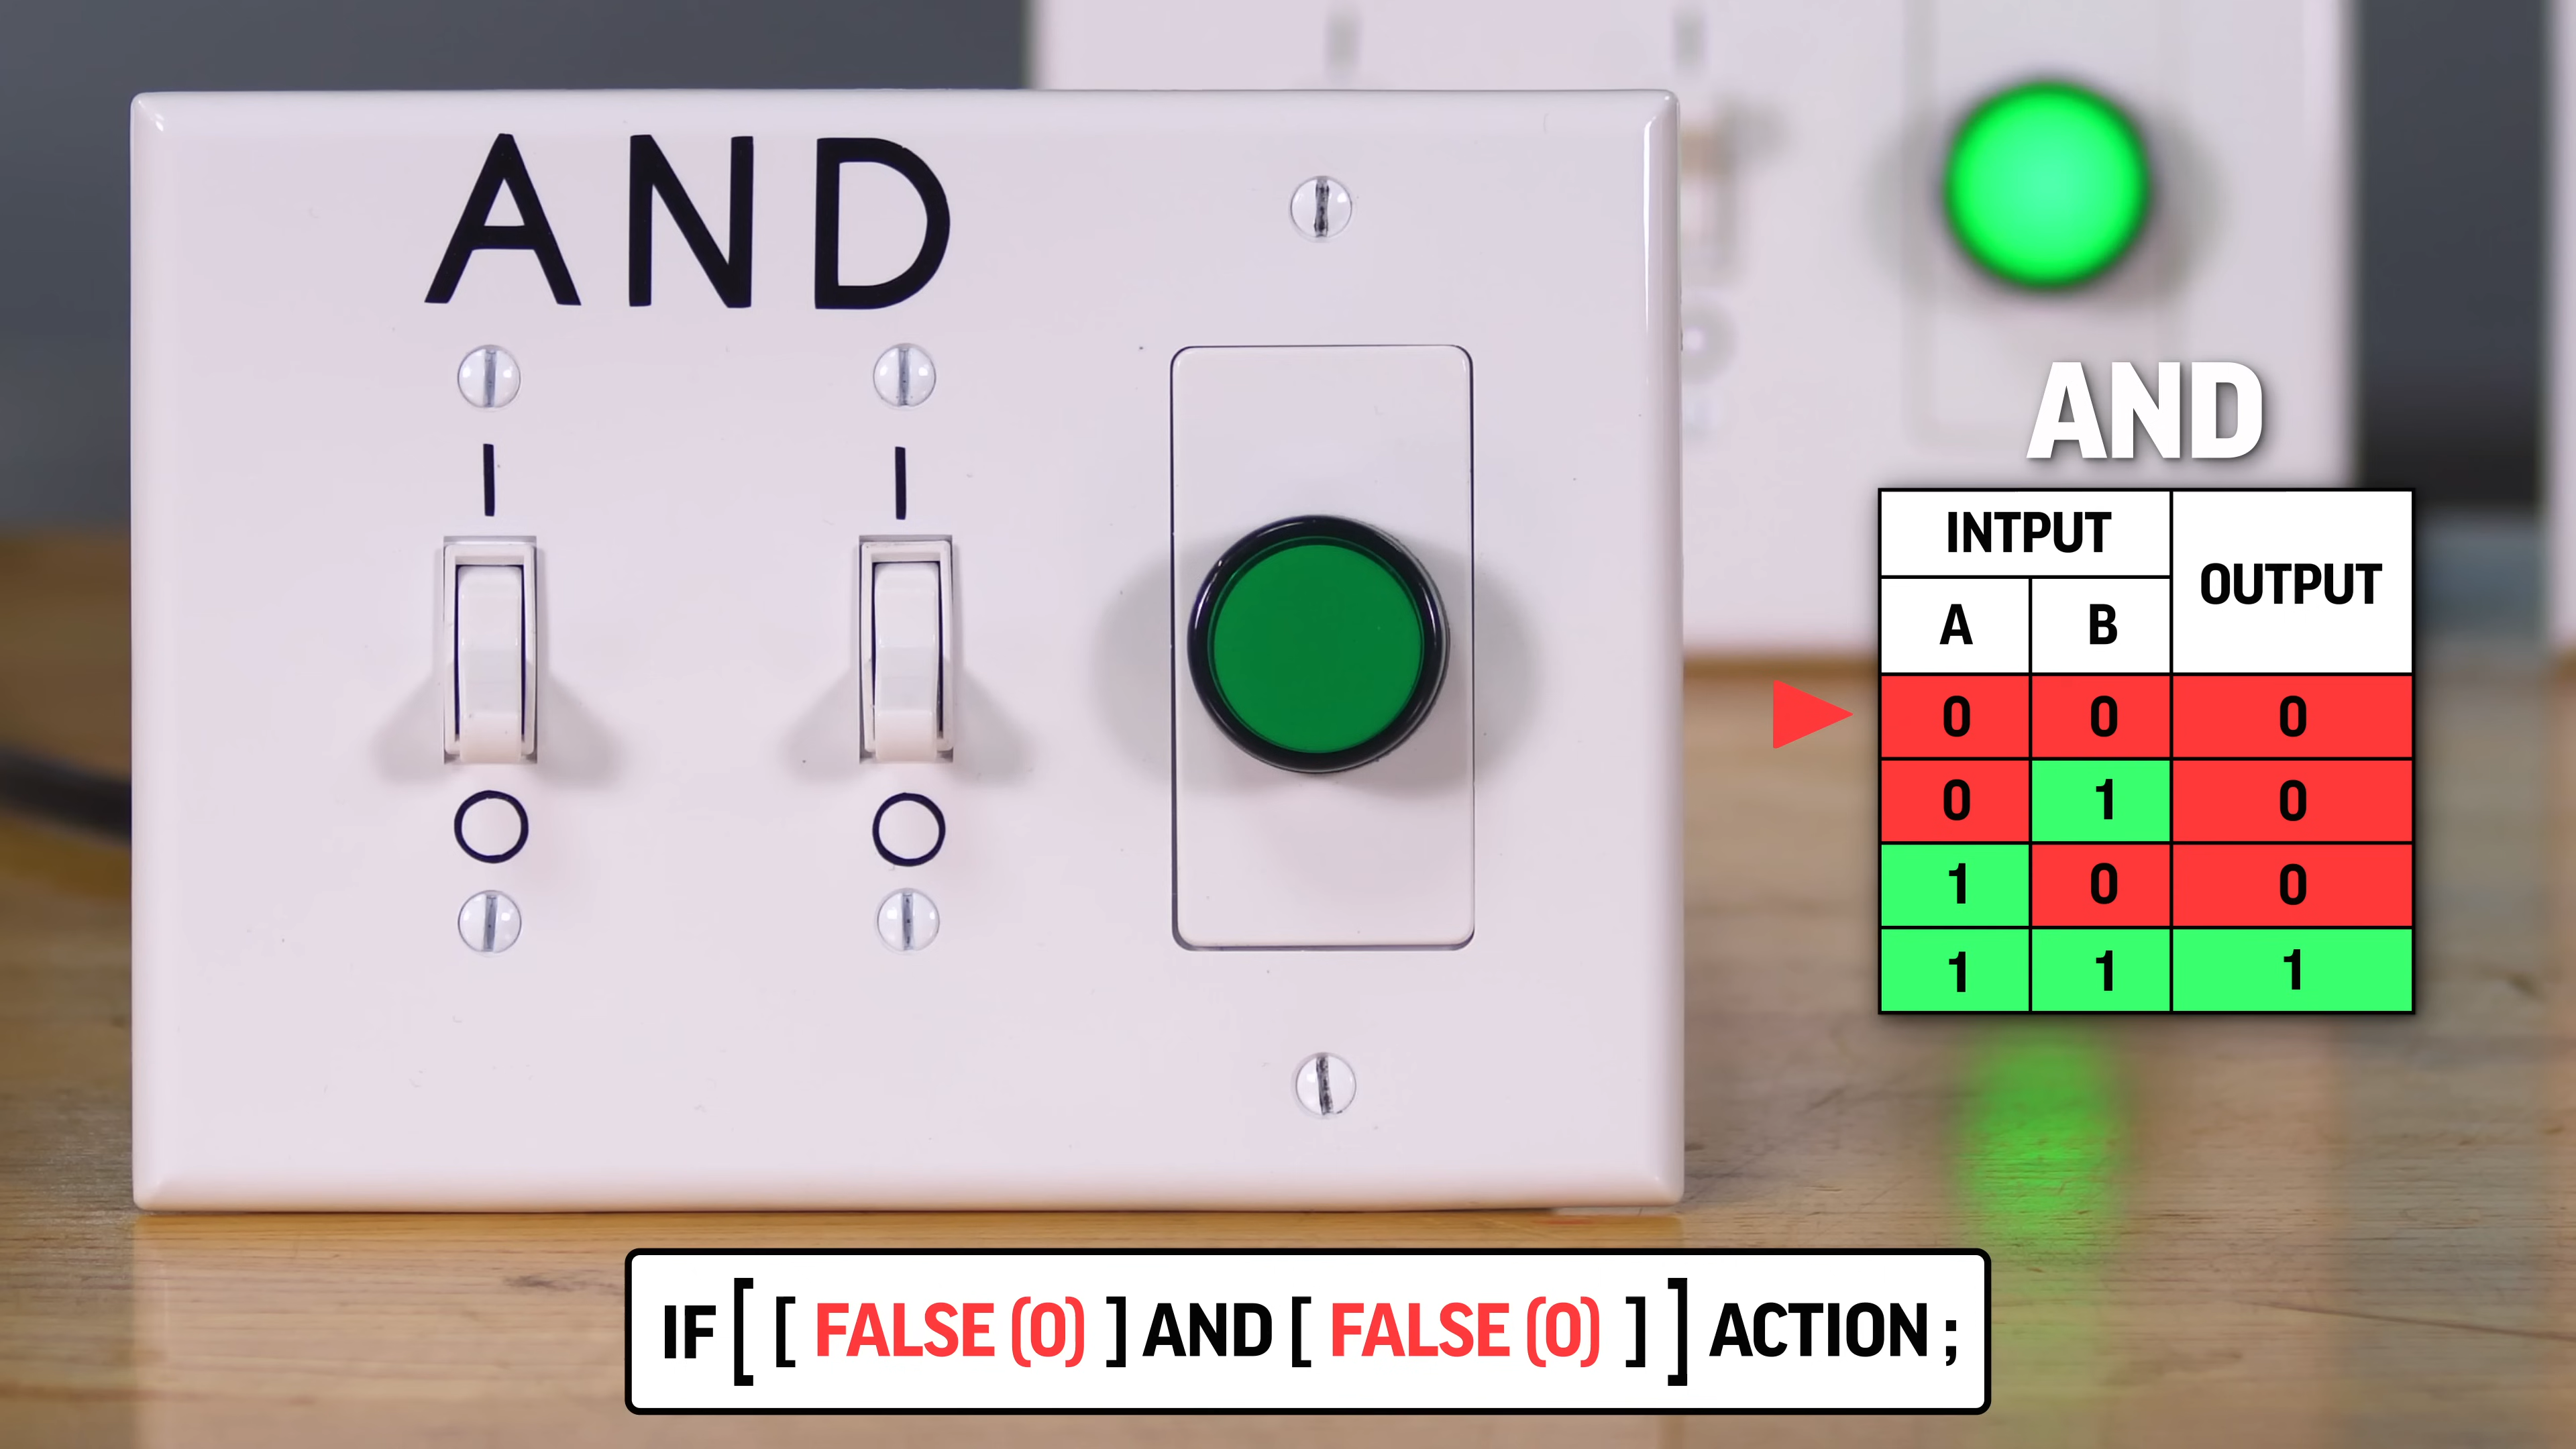 AND
I I
O O
AND
INTPUT OUTPUT
A B
0 0 0
0 1 0
1 0 0
1 1 1
IF [ [ FALSE (0) ] AND [ FALSE (0) ] ] ACTION ;